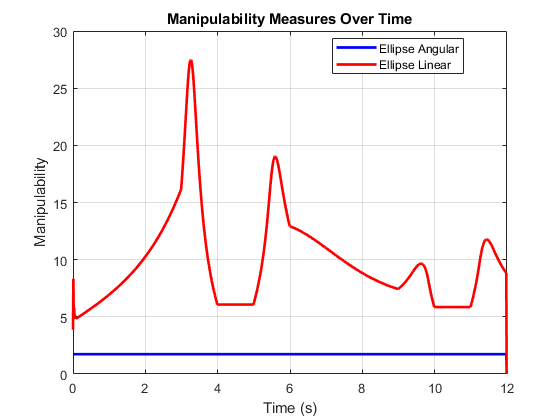 Manipulability Measures Over Time
Ellipse Angular
Ellipse Linear
30
25
20
15
10
5
0
Manipulability
0 2 4 6 8 10 12
Time (s)